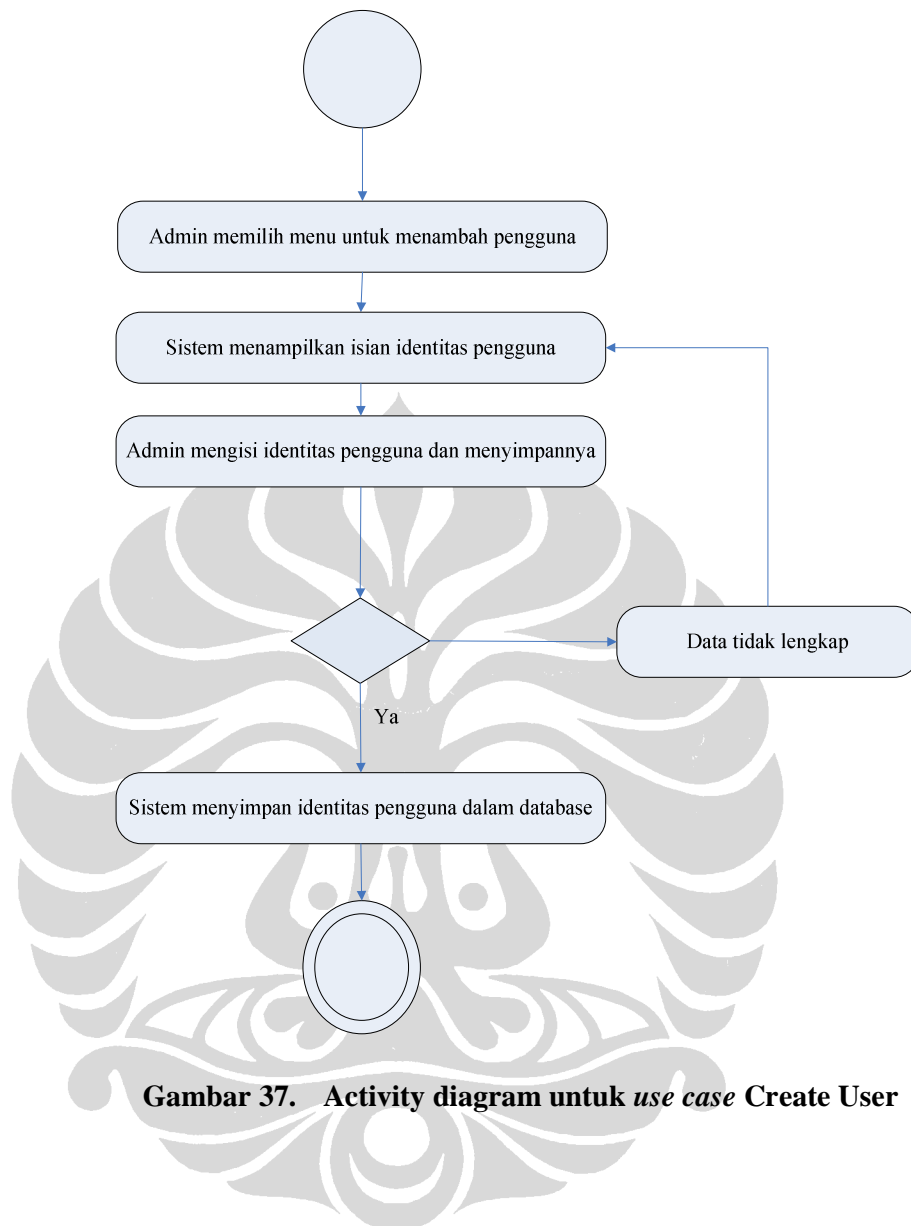 Admin memilih menu untuk menambah pengguna
Sistem menampilkan isian identitas pengguna
Admin mengisi identitas pengguna dan menyimpannya
Data tidak lengkap
Ya
Sistem menyimpan identitas pengguna dalam database
Gambar 37. Activity diagram untuk use case Create User